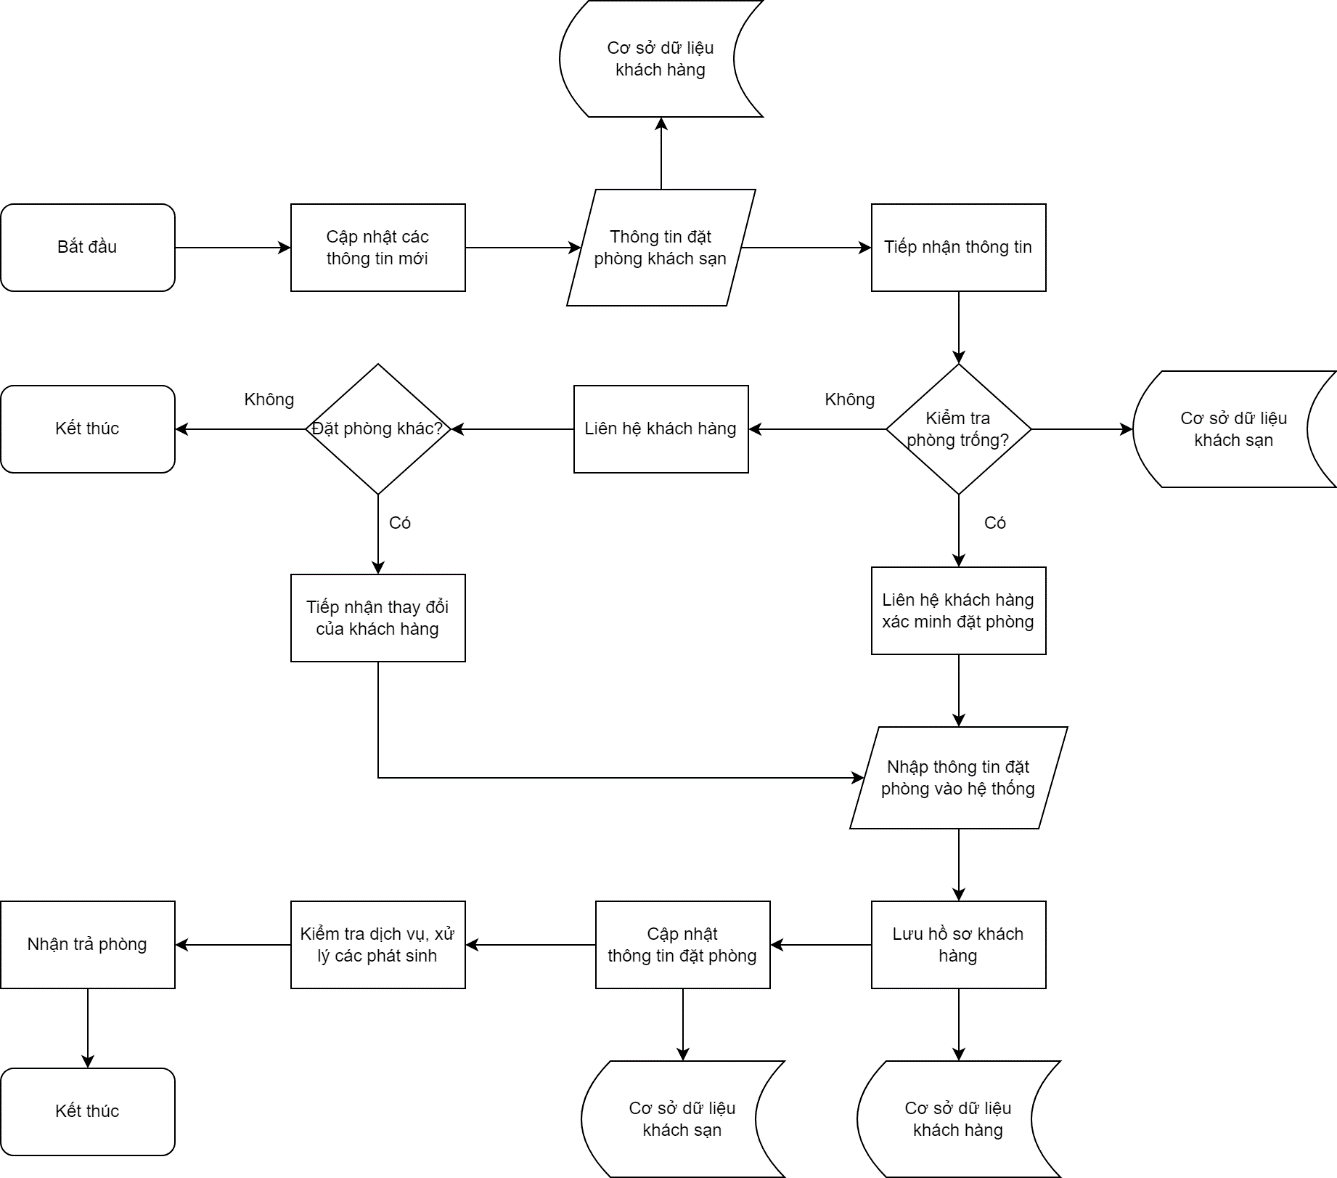 Cơ sở dữ liệu
khách hàng
Bắt đầu
Cập nhật các
thông tin mới
Thông tin đặt
phòng khách sạn
Tiếp nhận thông tin
Kết thúc
Không
Đặt phòng khác?
Liên hệ khách hàng
Không
Kiểm tra
phòng trống?
Cơ sở dữ liệu
khách sạn
Có
Có
Tiếp nhận thay đổi
của khách hàng
Liên hệ khách hàng
xác minh đặt phòng
Nhập thông tin đặt
phòng vào hệ thống
Nhận trả phòng
Kiểm tra dịch vụ, xử
lý các phát sinh
Cập nhật
thông tin đặt phòng
Lưu hồ sơ khách
hàng
Kết thúc
Cơ sở dữ liệu
khách sạn
Cơ sở dữ liệu
khách hàng